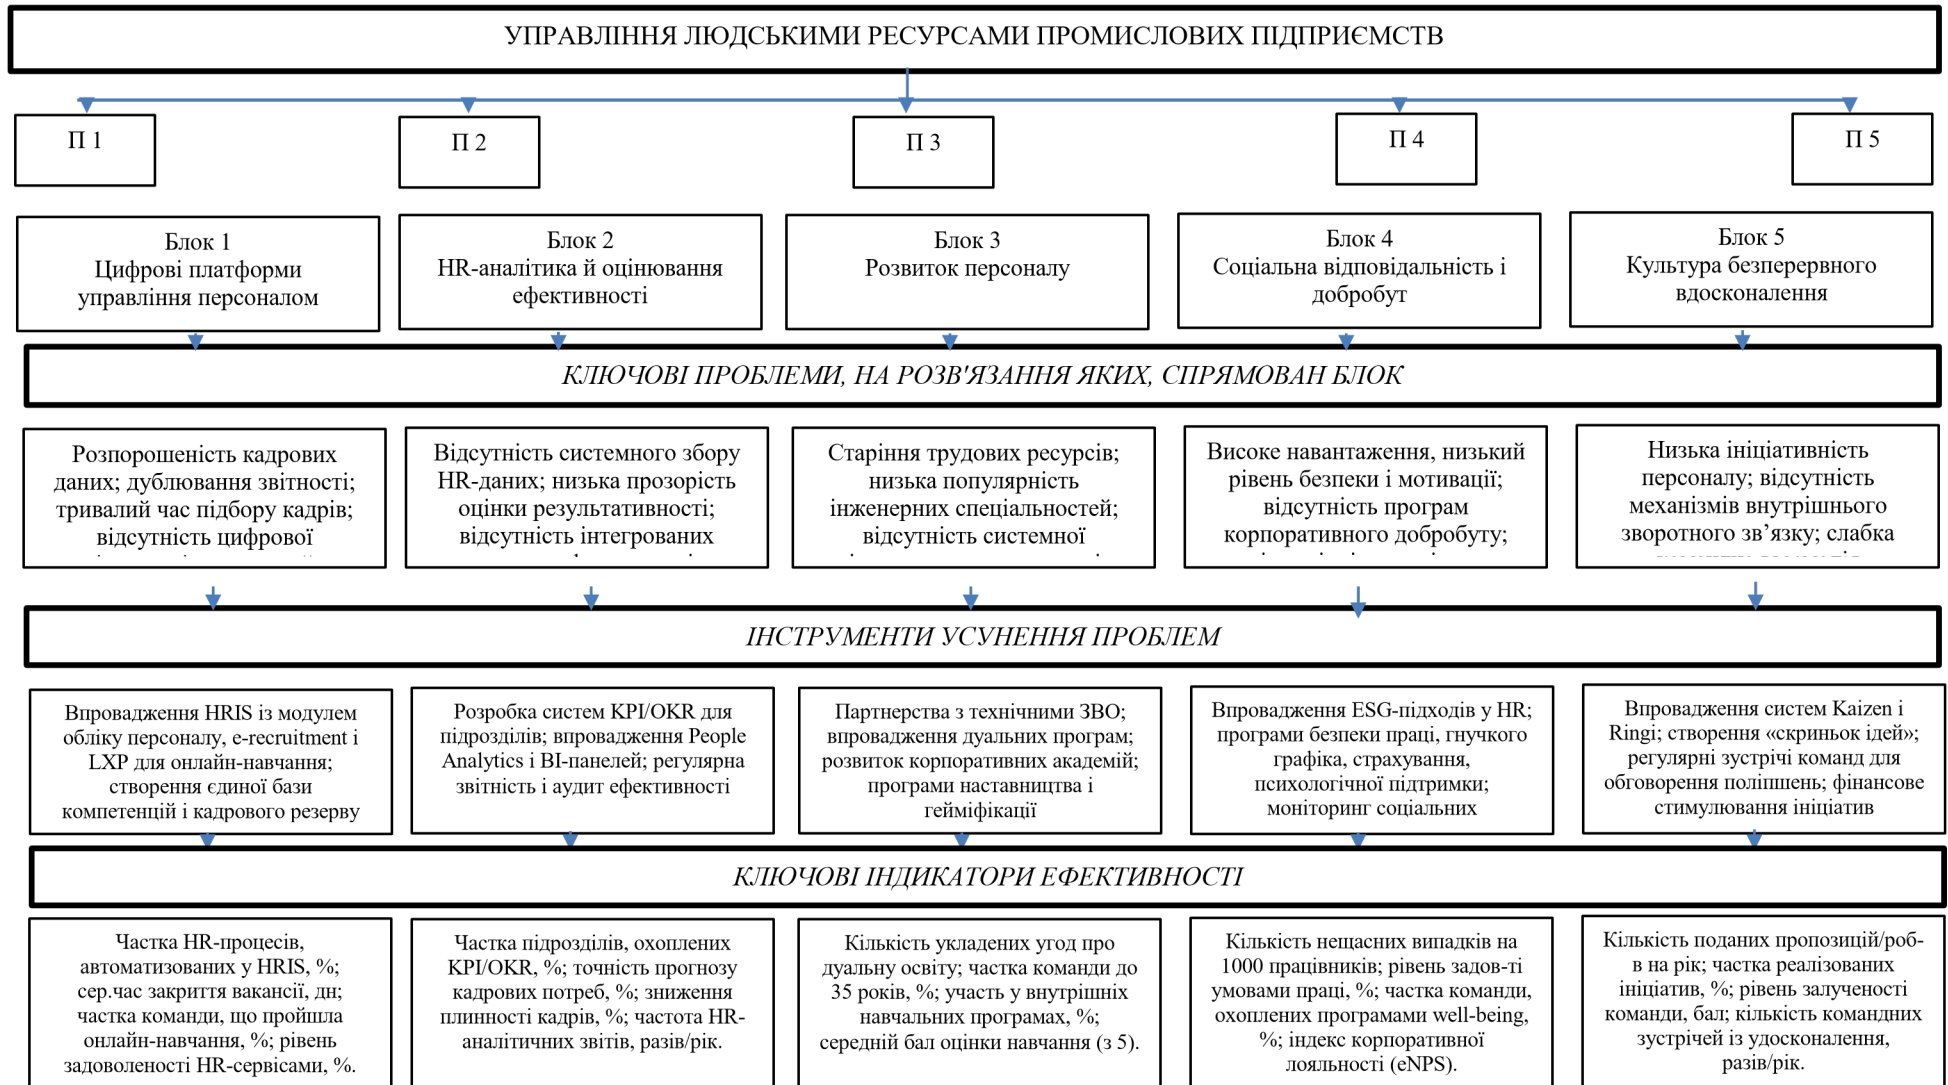 УПРАВЛІННЯ ЛЮДСЬКИМИ РЕСУРСАМИ ПРОМИСЛОВИХ ПІДПРИЄМСТВ
П 1
П 2
П 3
П 4
П 5
Блок 1
Цифрові платформи
управління персоналом
Блок 2
HR-аналітика й оцінювання
ефективності
Блок 3
Розвиток персоналу
Блок 4
Соціальна відповідальність і
добробут
Блок 5
Культура безперервного
вдосконалення
КЛЮЧОВІ ПРОБЛЕМИ, НА РОЗВ'ЯЗАННЯ ЯКИХ, СПРЯМОВАН БЛОК
Розпорошеність кадрових
даних; дублювання звітності;
тривалий час підбору кадрів;
відсутність цифрової
Відсутність системного збору
HR-даних; низька прозорість
оцінки результативності;
відсутність інтегрованих
Старіння трудових ресурсів;
низька популярність
інженерних спеціальностей;
відсутність системної
Високе навантаження, низький
рівень безпеки і мотивації;
відсутність програм
корпоративного добробуту;
Низька ініціативність
персоналу; відсутність
механізмів внутрішнього
зворотного зв’язку; слабка
ІНСТРУМЕНТИ УСУНЕННЯ ПРОБЛЕМ
Впровадження HRIS із модулем
обліку персоналу, e-recruitment і
LXP для онлайн-навчання;
створення єдиної бази
компетенцій і кадрового резерву
Розробка систем KPI/OKR для
підрозділів; впровадження People
Analytics і BI-панелей; регулярна
звітність і аудит ефективності
Партнерства з технічними ЗВО;
впровадження дуальних програм;
розвиток корпоративних академій;
програми наставництва і
гейміфікації
Впровадження ESG-підходів у HR;
програми безпеки праці, гнучкого
графіка, страхування,
психологічної підтримки;
моніторинг соціальних
Впровадження систем Kaizen і
Ringi; створення «скриньок ідей»;
регулярні зустрічі команд для
обговорення поліпшень; фінансове
стимулювання ініціатив
КЛЮЧОВІ ІНДИКАТОРИ ЕФЕКТИВНОСТІ
Частка HR-процесів,
автоматизованих у HRIS, %;
сер.час закриття вакансії, дн;
частка команди, що пройшла
онлайн-навчання, %; рівень
задоволеності HR-сервісами, %.
Частка підрозділів, охоплених
KPI/OKR, %; точність прогнозу
кадрових потреб, %; зниження
плинності кадрів, %; частота HR-
аналітичних звітів, разів/рік.
Кількість укладених угод про
дуальну освіту; частка команди до
35 років, %; участь у внутрішніх
навчальних програмах, %;
середній бал оцінки навчання (з 5).
Кількість нещасних випадків на
1000 працівників; рівень задов-ті
умовами праці, %; частка команди,
охоплених програмами well-being,
%; індекс корпоративної
лояльності (eNPS).
Кількість поданих пропозицій/роб-
в на рік; частка реалізованих
ініціатив, %; рівень залученості
команди, бал; кількість командних
зустрічей із удосконалення,
разів/рік.